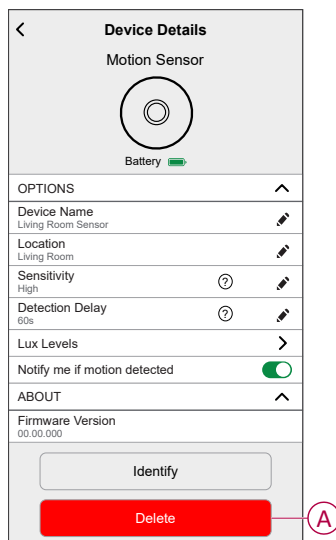 Device Details
Motion Sensor
Battery
OPTIONS
Device Name
Living Room Sensor
Location
Living Room
Sensitivity
High
?
Detection Delay
60s
?
Lux Levels
Notify me if motion detected
ABOUT
Firmware Version
00.00.000
Identify
Delete
A